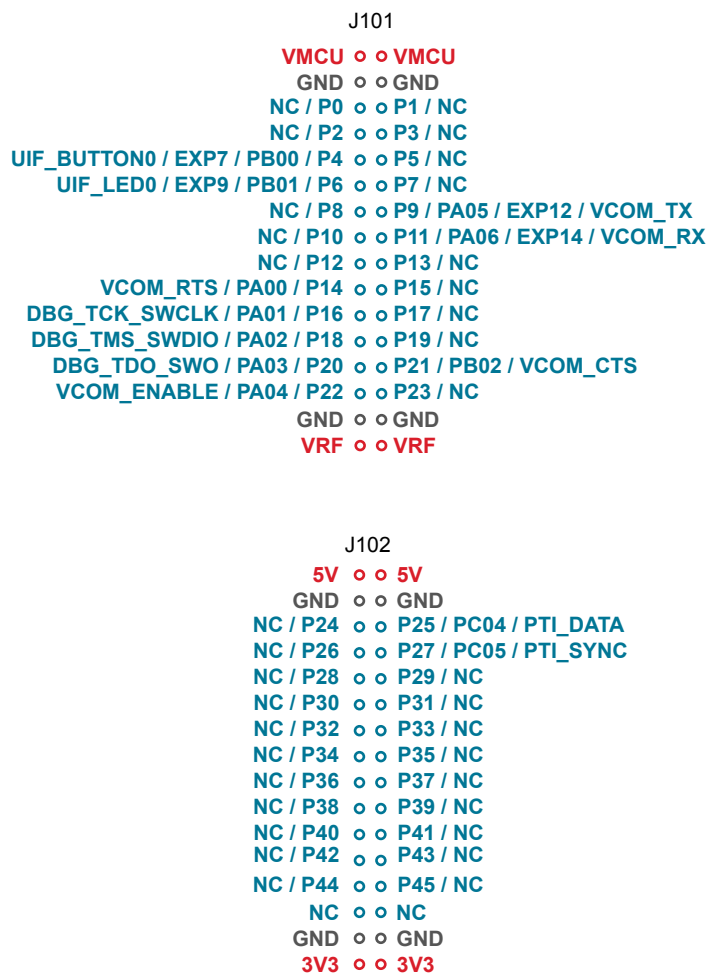 J101
VMCU VMCU
GND GND
NC / P0 P1 / NC
NC / P2 P3 / NC
UIF_BUTTON0 / EXP7 / PB00 / P4 P5 / NC
UIF_LED0 / EXP9 / PB01 / P6 P7 / NC
NC / P8 P9 / PA05 / EXP12 / VCOM_TX
NC / P10 P11 / PA06 / EXP14 / VCOM_RX
NC / P12 P13 / NC
VCOM_RTS / PA00 / P14 P15 / NC
DBG_TCK_SWCLK / PA01 / P16 P17 / NC
DBG_TMS_SWDIO / PA02 / P18 P19 / NC
DBG_TDO_SWO / PA03 / P20 P21 / PB02 / VCOM_CTS
VCOM_ENABLE / PA04 / P22 P23 / NC
GND GND
VRF VRF
J102
5V 5V
GND GND
NC / P24 P25 / PC04 / PTI_DATA
NC / P26 P27 / PC05 / PTI_SYNC
NC / P28 P29 / NC
NC / P30 P31 / NC
NC / P32 P33 / NC
NC / P34 P35 / NC
NC / P36 P37 / NC
NC / P38 P39 / NC
NC / P40 P41 / NC
NC / P42 P43 / NC
NC / P44 P45 / NC
NC NC
GND GND
3V3 3V3